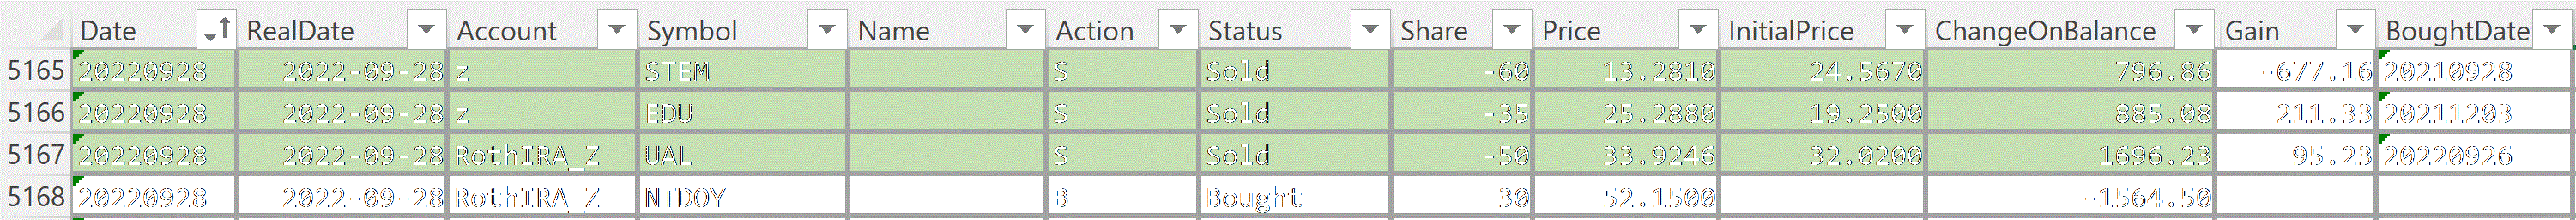 Date RealDate Account Symbol Name Action Status Share Price InitialPrice ChangeOnBalance Gain BoughtDate
5165 20220928 2022-09-28 z STEM S Sold -60 13.2810 24.5670 796.86 -677.16 20210928
5166 20220928 2022-09-28 z EDU S Sold -35 25.2880 19.2500 885.08 211.33 20211203
5167 20220928 2022-09-28 RothIRA_Z UAL S Sold -50 33.9246 32.0200 1696.23 95.23 20220926
5168 20220928 2022-09-28 RothIRA_Z NTDOY B Bought 30 52.1500 -1564.50